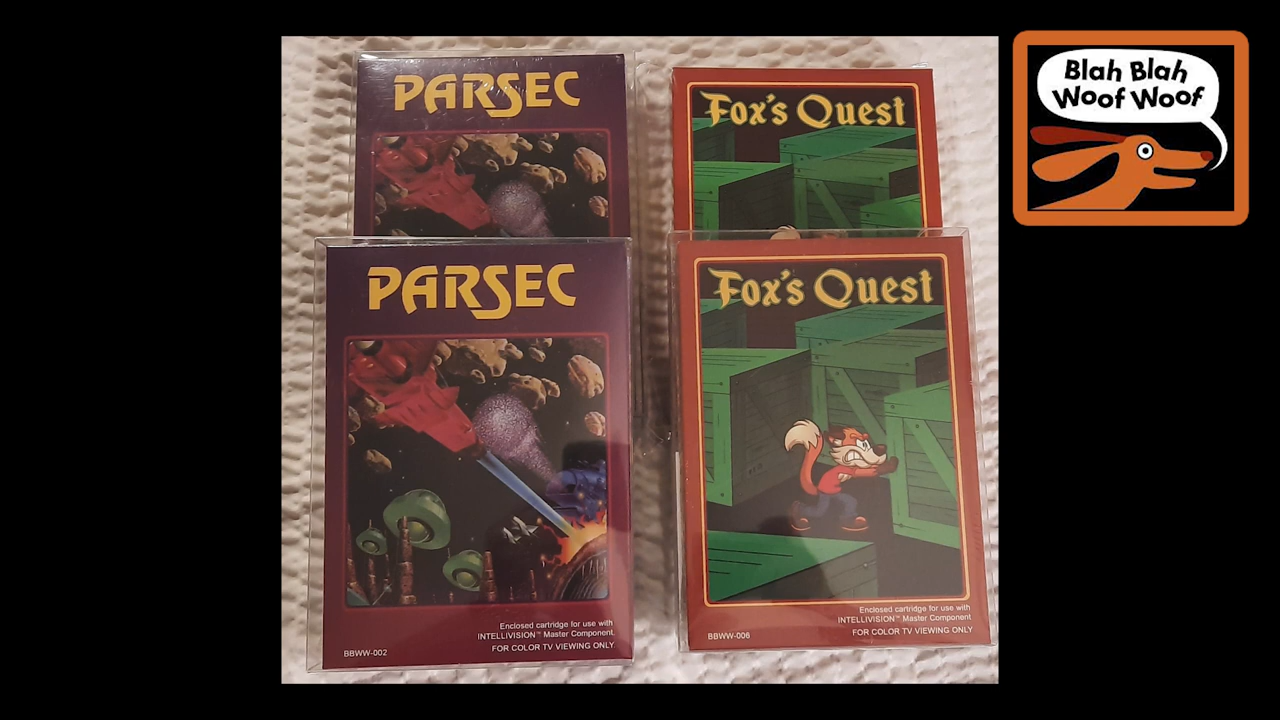 PARSEC
Fox's Quest
Blah Blah
Woof Woof
PARSEC
Enclosed cartridge for use with
INTELLIVISION™ Master Component
FOR COLOR TV VIEWING ONLY
BBWW-002
Fox's Quest
Enclosed cartridge for use with
INTELLIVISION™ Master Component
FOR COLOR TV VIEWING ONLY
BBWW-006